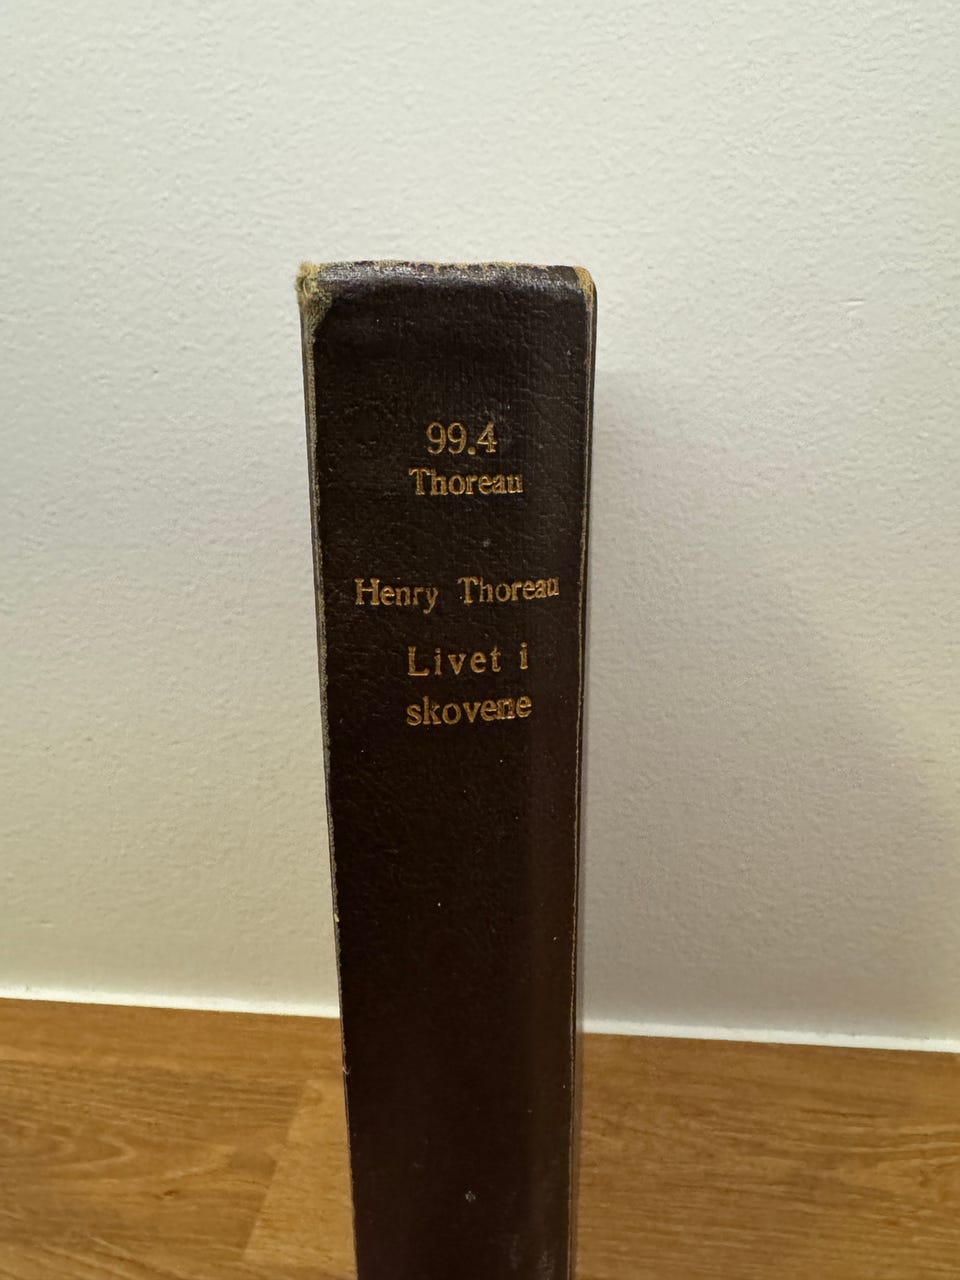 99.4
Thoreau
Henry Thoreau
Livet i
skovene